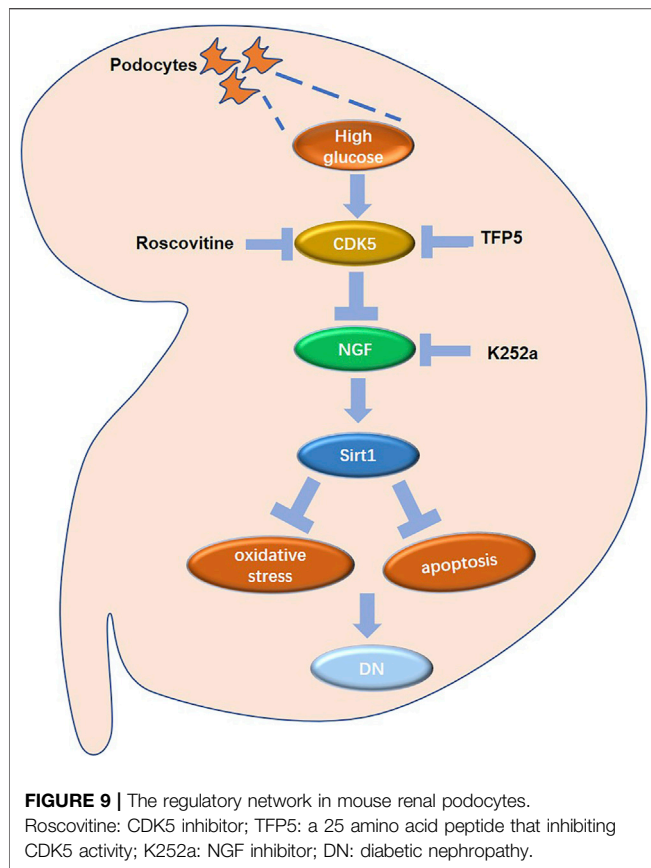 Podocytes
High
glucose
Roscovitine
CDK5
TFP5
NGF
K252a
Sirt1
oxidative
stress
apoptosis
DN
FIGURE 9 | The regulatory network in mouse renal podocytes.
Roscovitine: CDK5 inhibitor; TFP5: a 25 amino acid peptide that inhibiting
CDK5 activity; K252a: NGF inhibitor; DN: diabetic nephropathy.